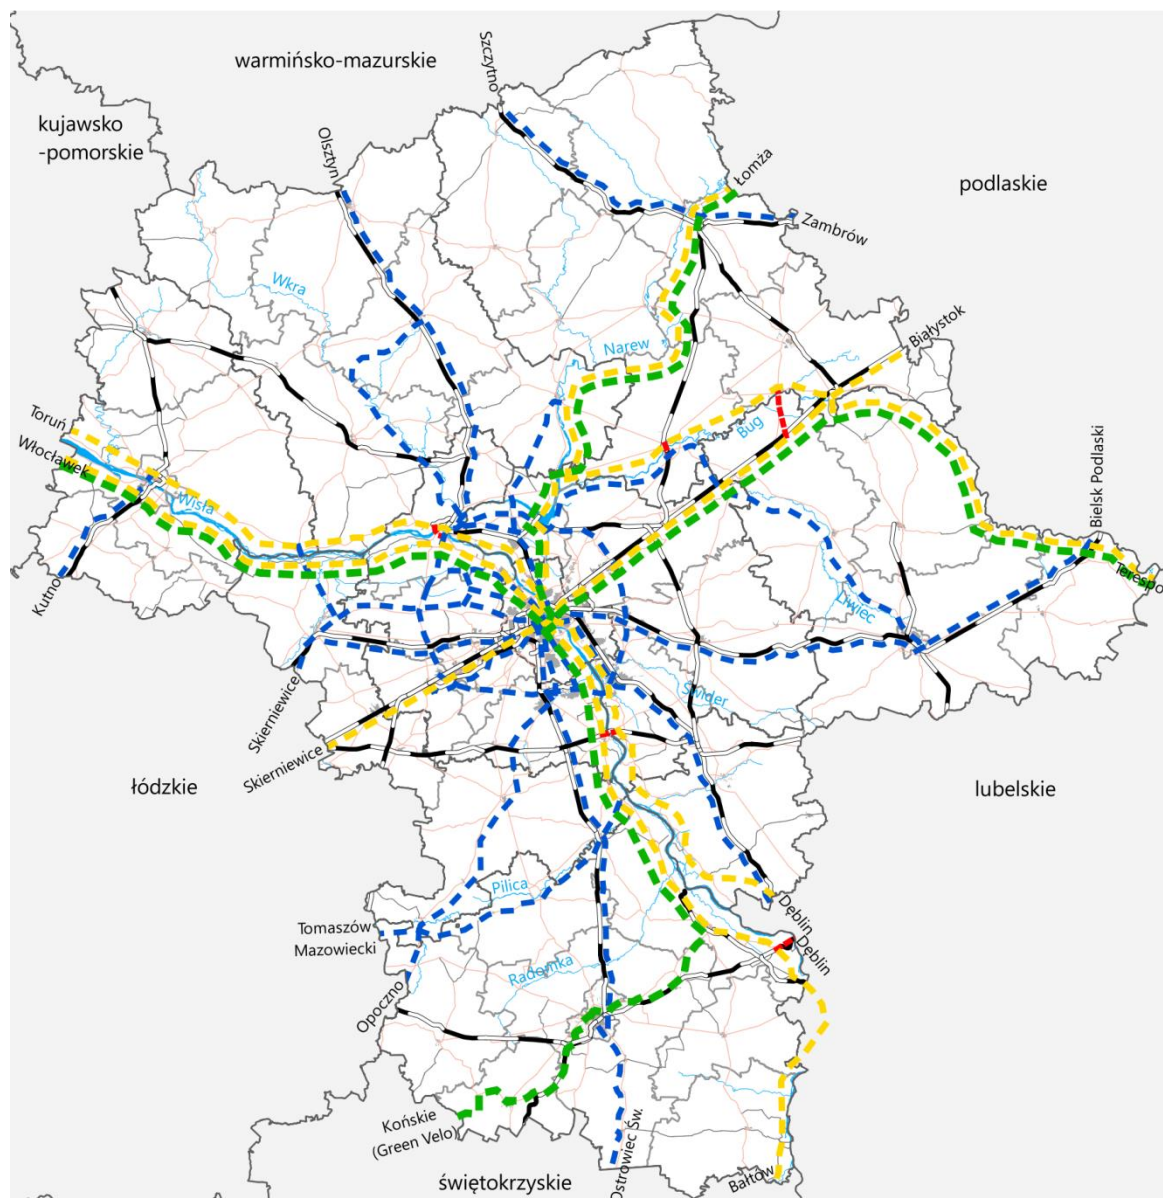 warmińsko-mazurskie
Szczytno
kujawsko
-pomorskie
Olsztyn
Łomża
podlaskie
Zambrów
Wkra
Narew
Białystok
Toruń
Włocławek
Bug
Wisła
Bielsk Podlaski
Terespo
Kutno
Liwiec
Skierniewice
Świder
Skierniewice
łódzkie
lubelskie
Pilica
Dęblin
Tomaszów
Mazowiecki
Dęblin
Radomka
Opoczno
Końskie
(Green Velo)
Ostrowiec Św.
Bałtów
świętokrzyskie